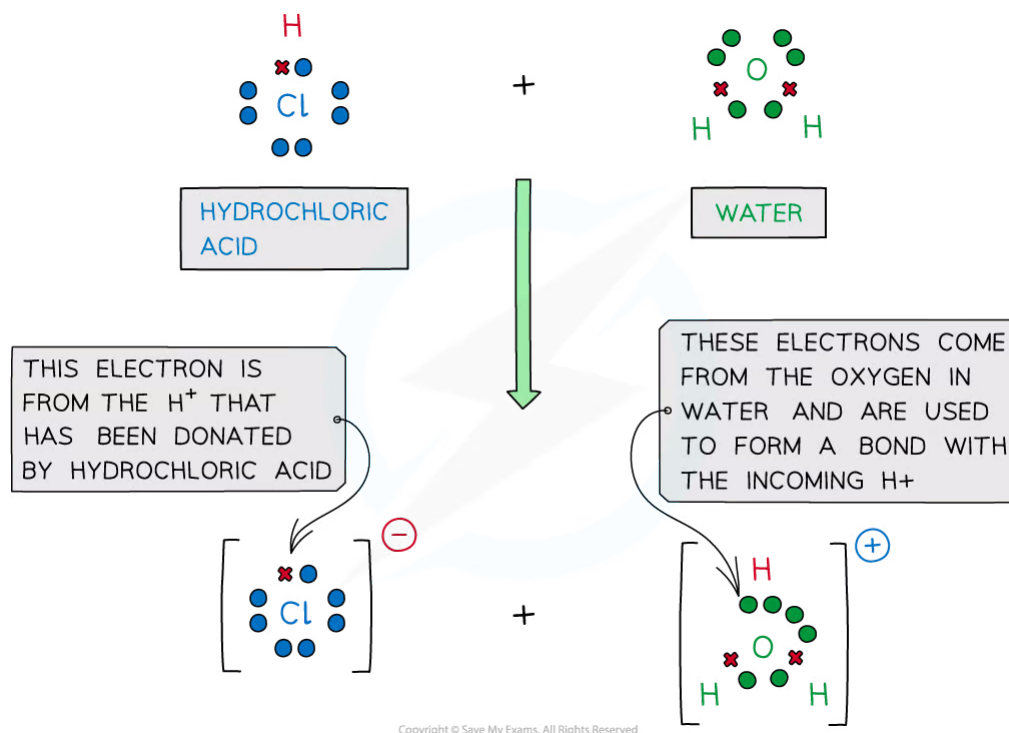 H
Cl
+
O
H H
HYDROCHLORIC
ACID
WATER
THIS ELECTRON IS
FROM THE H⁺ THAT
HAS BEEN DONATED
BY HYDROCHLORIC ACID
THESE ELECTRONS COME
FROM THE OXYGEN IN
WATER AND ARE USED
TO FORM A BOND WITH
THE INCOMING H+
[Cl] −
+
H
[O] +
H H
Copyright © Save My Exams. All Rights Reserved